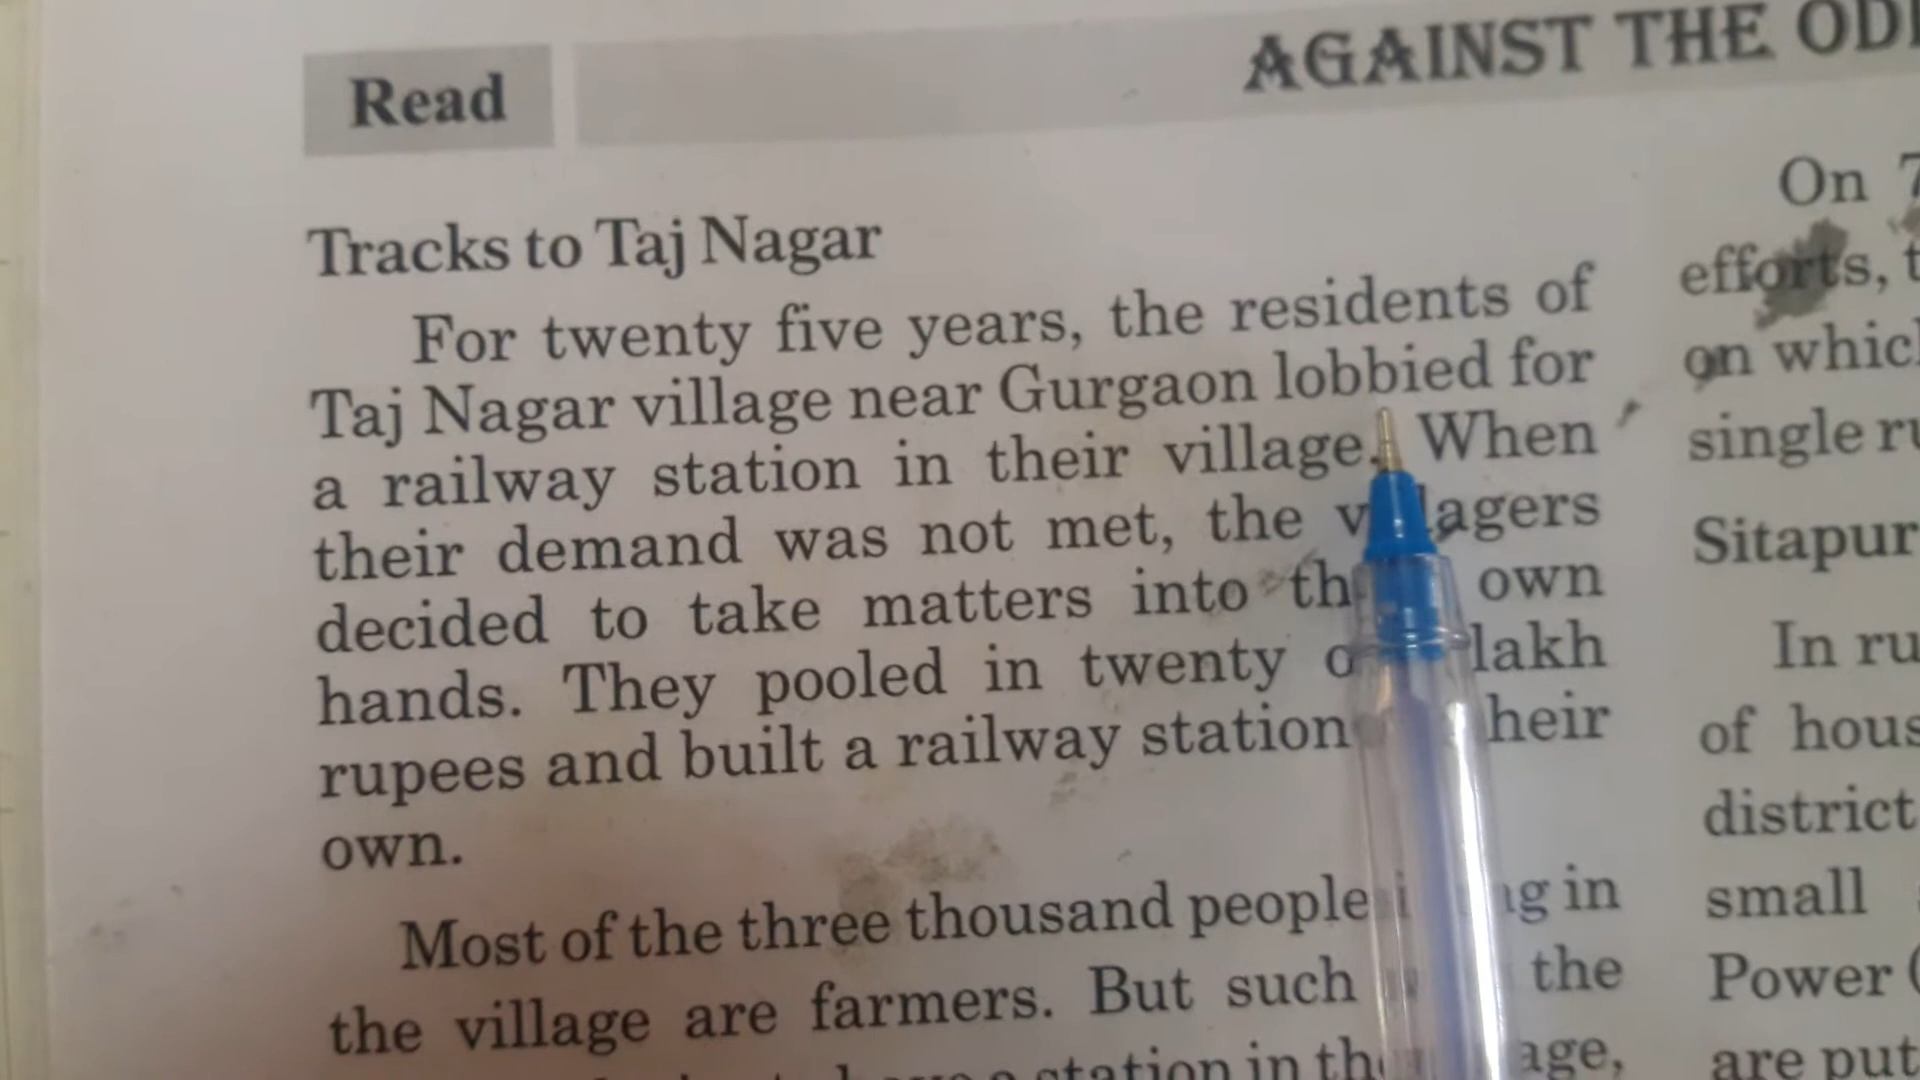 Read
AGAINST THE
Tracks to Taj Nagar
For twenty five years, the residents of
Taj Nagar village near Gurgaon lobbied for
a railway station in their village. When
their demand was not met, the
decided to take matters into own
hands. They pooled in twenty lakh
rupees and built a railway station
own.
Most of the three thousand people in
the village are farmers. But such the
a station in
On
efforts,
on
single
Sitapur
In
of
district
small
Power
are put